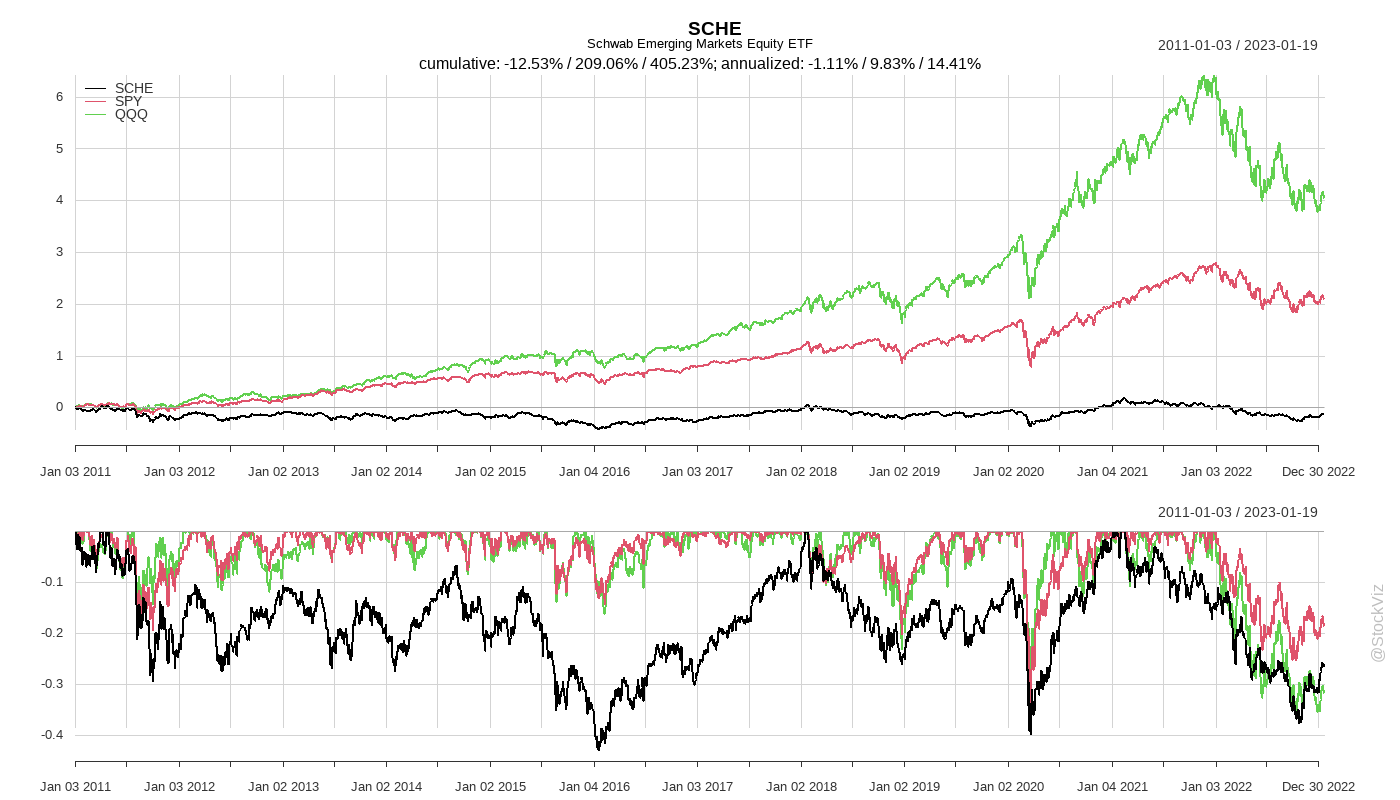 SCHE
Schwab Emerging Markets Equity ETF
2011-01-03 / 2023-01-19
cumulative: -12.53% / 209.06% / 405.23%; annualized: -1.11% / 9.83% / 14.41%
SCHE
SPY
QQQ
6
5
4
3
2
1
0
Jan 03 2011 Jan 03 2012 Jan 02 2013 Jan 02 2014 Jan 02 2015 Jan 04 2016 Jan 03 2017 Jan 02 2018 Jan 02 2019 Jan 02 2020 Jan 04 2021 Jan 03 2022 Dec 30 2022
2011-01-03 / 2023-01-19
-0.1
-0.2
-0.3
-0.4
Jan 03 2011 Jan 03 2012 Jan 02 2013 Jan 02 2014 Jan 02 2015 Jan 04 2016 Jan 03 2017 Jan 02 2018 Jan 02 2019 Jan 02 2020 Jan 04 2021 Jan 03 2022 Dec 30 2022
@StockViz